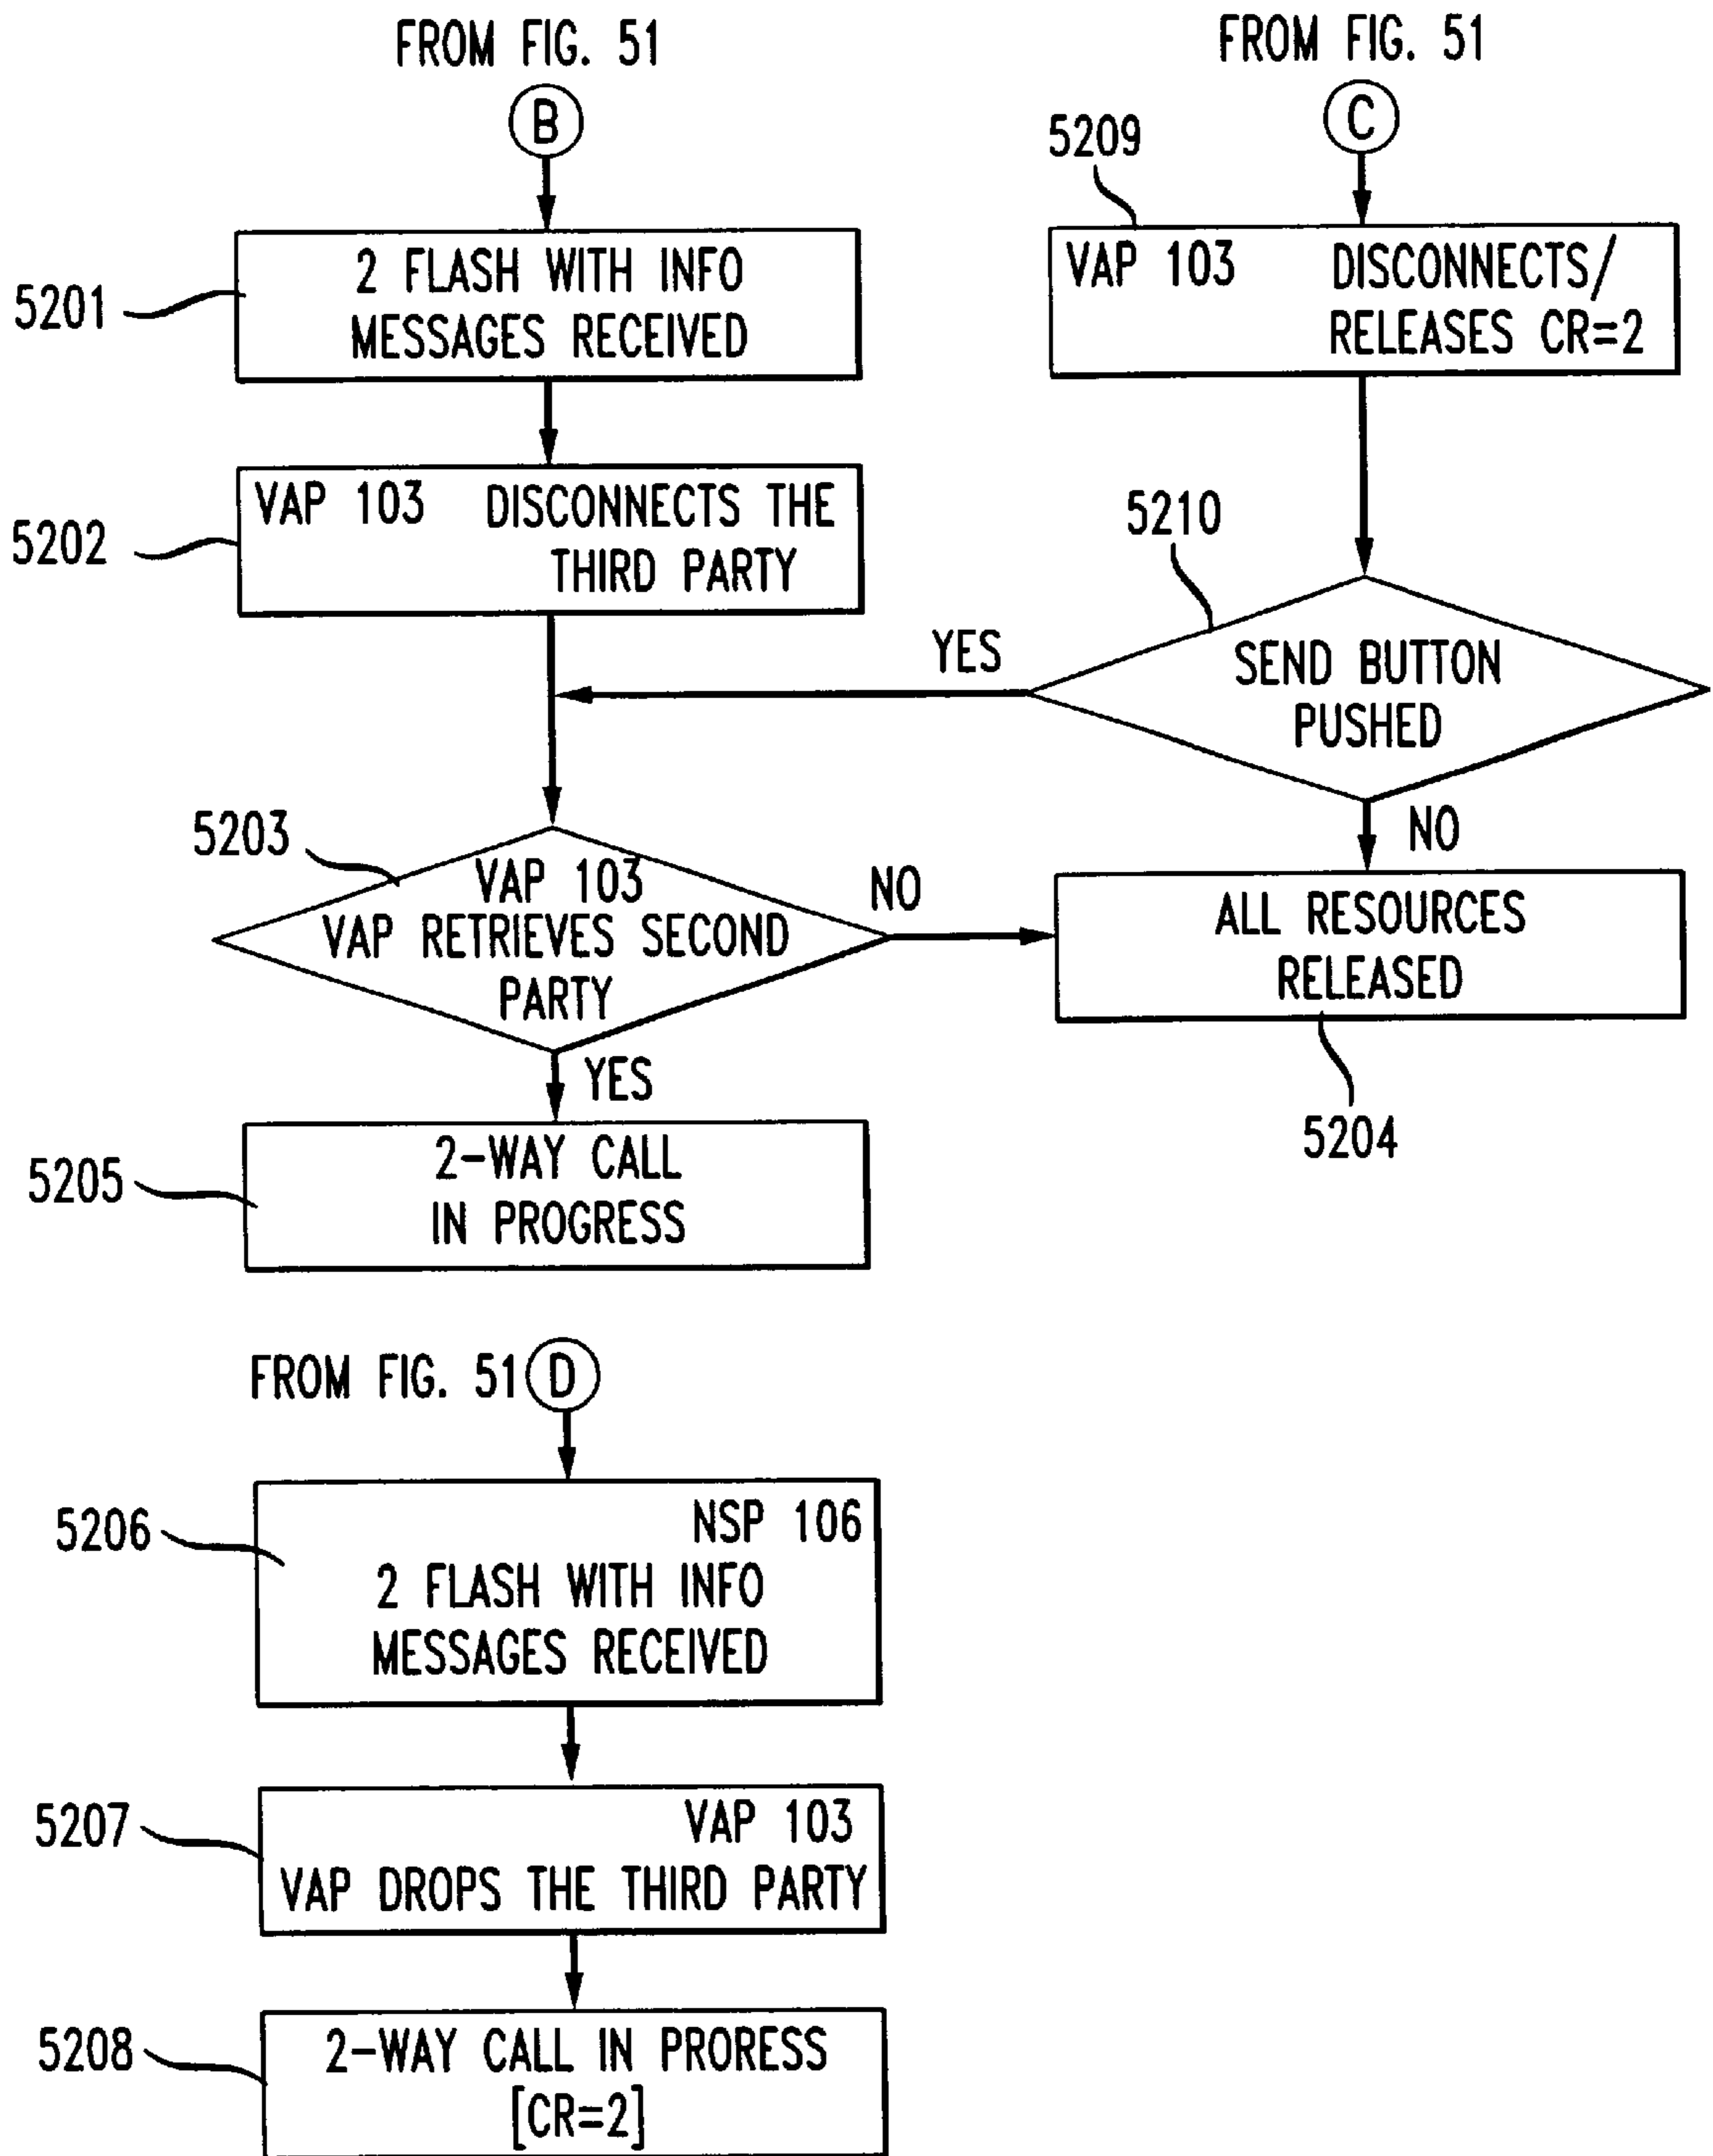 FROM FIG. 51
B
5201
2 FLASH WITH INFO
MESSAGES RECEIVED
5202
VAP 103 DISCONNECTS THE
THIRD PARTY
5203
VAP 103
VAP RETRIEVES SECOND
PARTY
NO
YES
5205
2-WAY CALL
IN PROGRESS
FROM FIG. 51
C
5209
VAP 103 DISCONNECTS/
RELEASES CR=2
5210
SEND BUTTON
PUSHED
YES
NO
ALL RESOURCES
RELEASED
5204
FROM FIG. 51 D
5206
NSP 106
2 FLASH WITH INFO
MESSAGES RECEIVED
5207
VAP 103
VAP DROPS THE THIRD PARTY
5208
2-WAY CALL IN PRORESS
[CR=2]